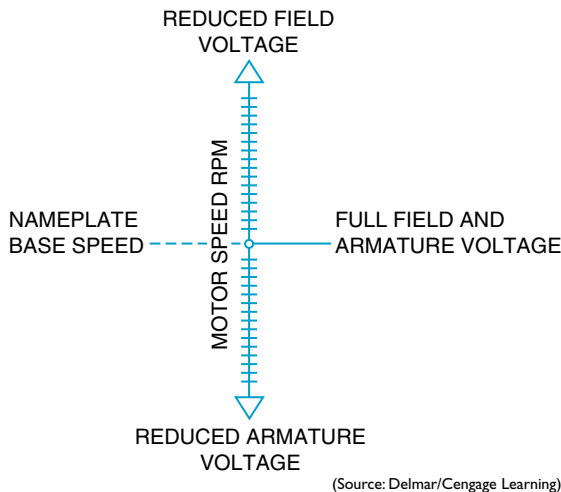 REDUCED FIELD
VOLTAGE
MOTOR SPEED RPM
NAMEPLATE
BASE SPEED
FULL FIELD AND
ARMATURE VOLTAGE
REDUCED ARMATURE
VOLTAGE
(Source: Delmar/Cengage Learning)